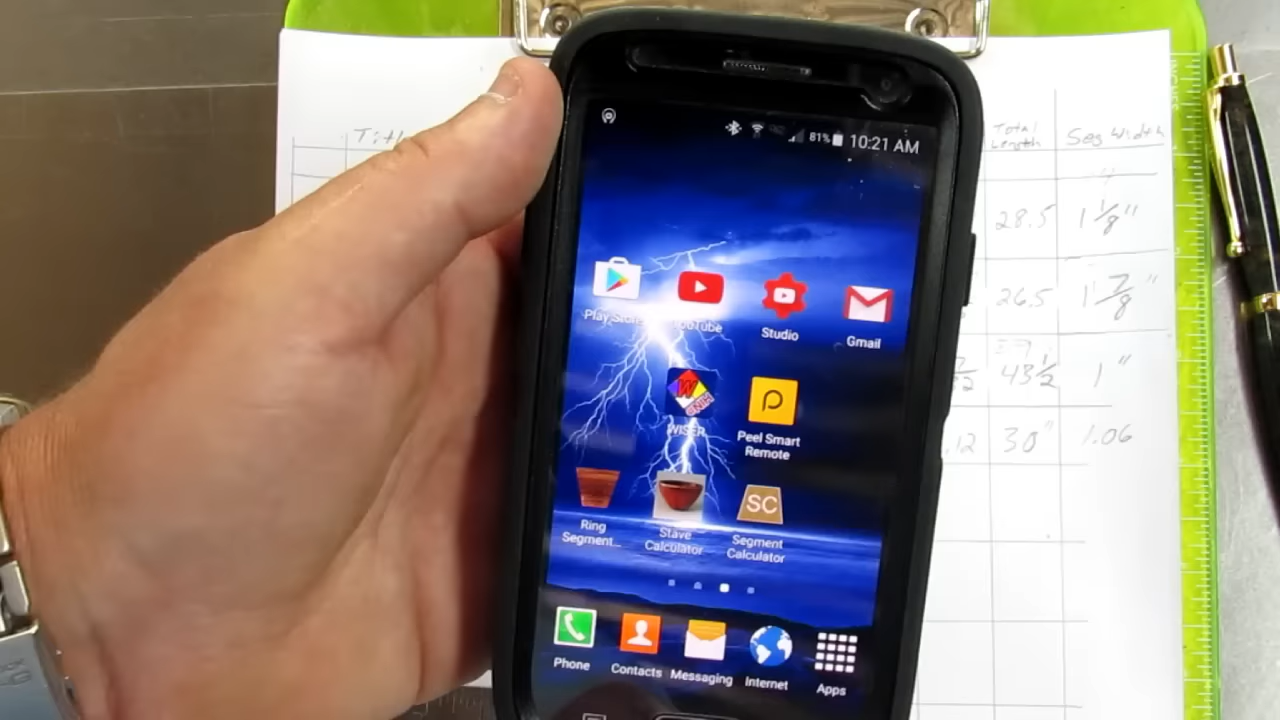 81% 10:21 AM
Play Store
YouTube
Studio
Gmail
WISER
Peel Smart
Remote
Ring
Segment...
Stave
Calculator
SC
Segment
Calculator
Phone
Contacts
Messaging
Internet
Apps
Total
Length
Seg Width
28.5
1 1/8"
26.5
1 7/8"
43 1/2
1"
.12
30"
1.06